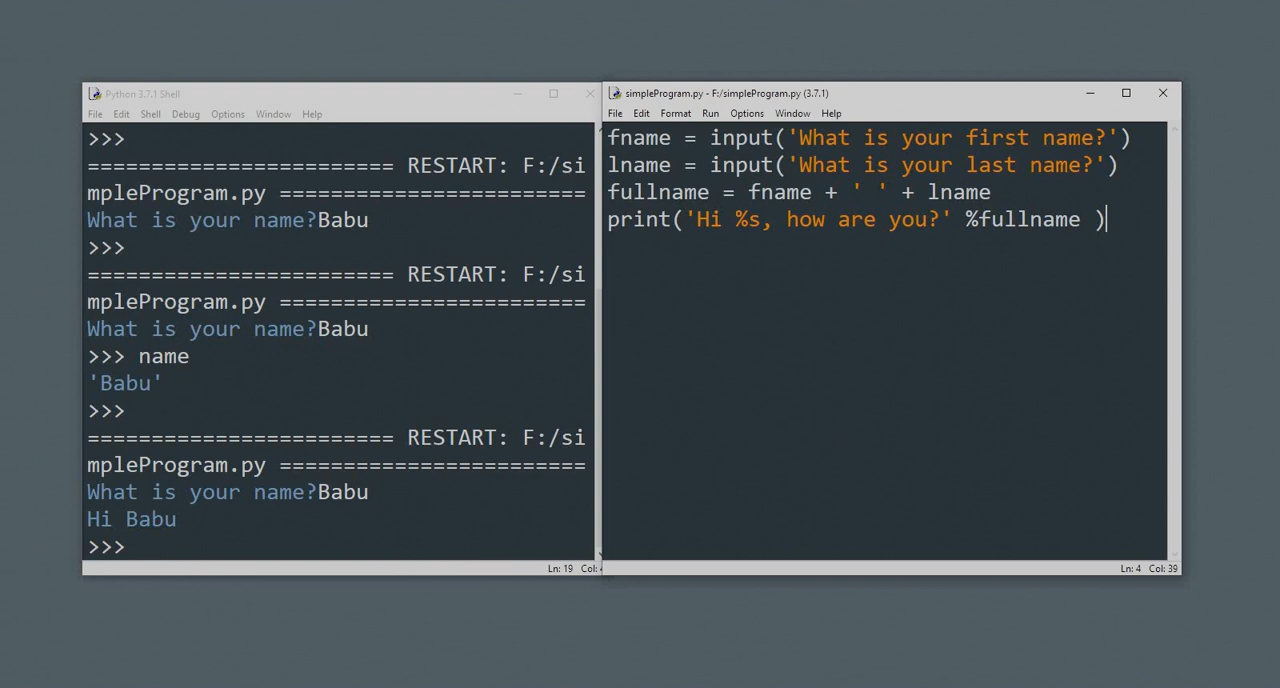 Python 3.7.1 Shell
File Edit Shell Debug Options Window Help
>>>
======================== RESTART: F:/si
mpleProgram.py ========================
What is your name?Babu
>>>
======================== RESTART: F:/si
mpleProgram.py ========================
What is your name?Babu
>>> name
'Babu'
>>>
======================== RESTART: F:/si
mpleProgram.py ========================
What is your name?Babu
Hi Babu
>>>
Ln: 19 Col:
simpleProgram.py - F:/simpleProgram.py (3.7.1)
File Edit Format Run Options Window Help
fname = input('What is your first name?')
lname = input('What is your last name?')
fullname = fname + ' ' + lname
print('Hi %s, how are you?' %fullname )
Ln: 4 Col: 39